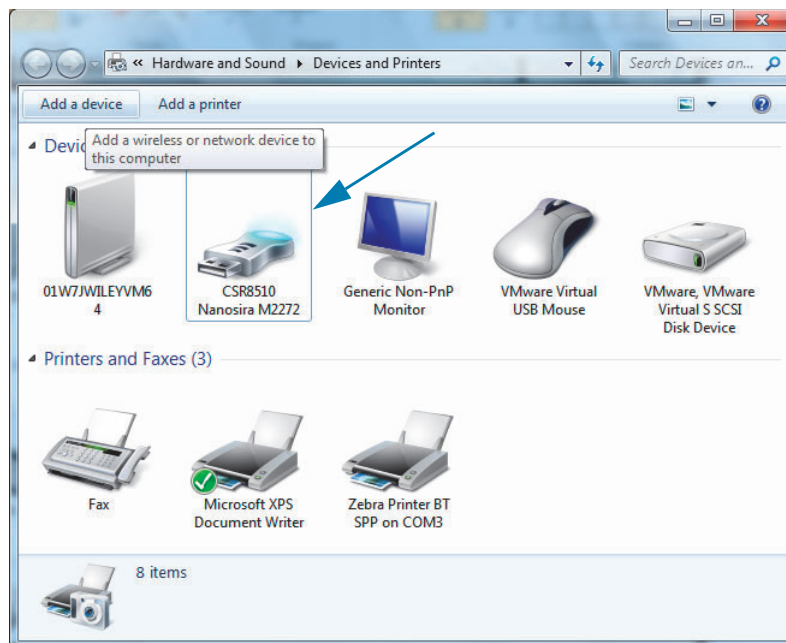 « Hardware and Sound ▸ Devices and Printers
Search Devices an...
Add a device
Add a printer
Devic
Add a wireless or network device to
this computer
01W7JWILEYVM6
4
CSR8510
Nanosira M2272
Generic Non-PnP
Monitor
VMware Virtual
USB Mouse
VMware, VMware
Virtual S SCSI
Disk Device
Printers and Faxes (3)
Fax
Microsoft XPS
Document Writer
Zebra Printer BT
SPP on COM3
8 items